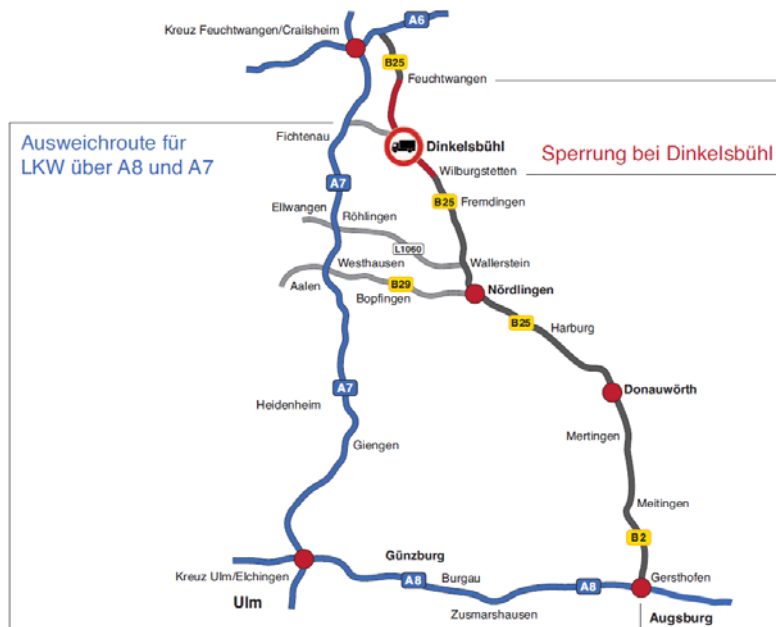 A6
Kreuz Feuchtwangen/Crailsheim
B25
Feuchtwangen
Ausweichroute für
LKW über A8 und A7
Fichtenau
Dinkelsbühl
Sperrung bei Dinkelsbühl
Wilburgstetten
A7
B25
Fremdingen
Ellwangen
Röhlingen
L1060
Westhausen
Wallerstein
Aalen
B29
Bopfingen
Nördlingen
B25
Harburg
A7
Donauwörth
Heidenheim
Mertingen
Giengen
Meitingen
B2
Günzburg
Kreuz Ulm/Elchingen
A8
Burgau
A8
Gersthofen
Ulm
Zusmarshausen
Augsburg